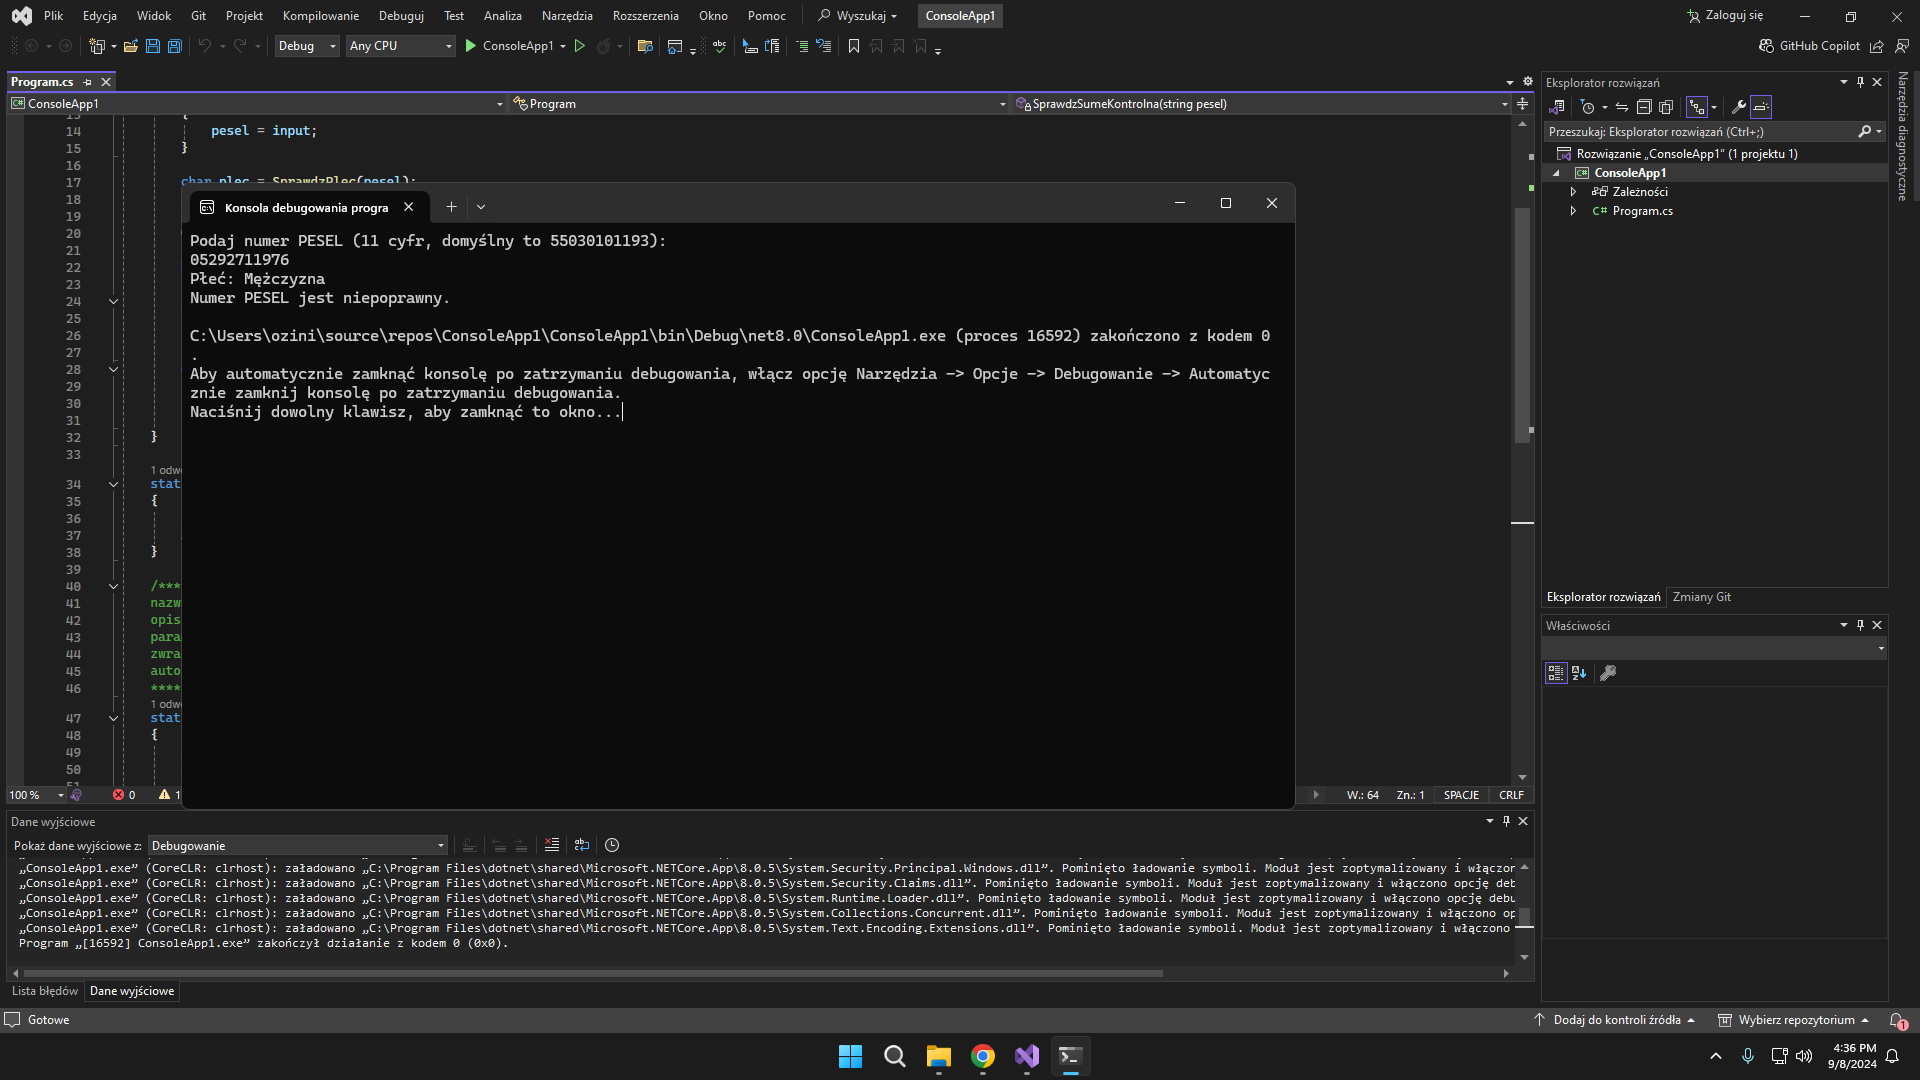 Plik Edycja Widok Git Projekt Kompilowanie Debuguj Test Analiza Narzędzia Rozszerzenia Okno Pomoc Wyszukaj ConsoleApp1 Zaloguj się
Debug Any CPU ConsoleApp1 GitHub Copilot
Program.cs
ConsoleApp1 Program SprawdzSumeKontrolna(string pesel)
13 {
14 pesel = input;
15 }
16
17 char plec = SprawdzPlec(pesel);
18
19
20
21
22
23
24
25
26
27
28
29
30
31
32 }
33
1 odw
34 stat
35 {
36
37
38 }
39
40 /***
41 nazw
42 opis
43 para
44 zwra
45 auto
46 ****
1 odw
47 stat
48 {
49
50
51
Konsola debugowania progra
Podaj numer PESEL (11 cyfr, domyślny to 55030101193):
05292711976
Płeć: Mężczyzna
Numer PESEL jest niepoprawny.
C:\Users\ozini\source\repos\ConsoleApp1\ConsoleApp1\bin\Debug\net8.0\ConsoleApp1.exe (proces 16592) zakończono z kodem 0
.
Aby automatycznie zamknąć konsolę po zatrzymaniu debugowania, włącz opcję Narzędzia -> Opcje -> Debugowanie -> Automatyc
znie zamknij konsolę po zatrzymaniu debugowania.
Naciśnij dowolny klawisz, aby zamknąć to okno...
100 % 0 1 W.: 64 Zn.: 1 SPACJE CRLF
Dane wyjściowe
Pokaż dane wyjściowe z: Debugowanie
„ConsoleApp1.exe” (CoreCLR: clrhost): załadowano „C:\Program Files\dotnet\shared\Microsoft.NETCore.App\8.0.5\System.Security.Principal.Windows.dll”. Pominięto ładowanie symboli. Moduł jest zoptymalizowany i włączon
„ConsoleApp1.exe” (CoreCLR: clrhost): załadowano „C:\Program Files\dotnet\shared\Microsoft.NETCore.App\8.0.5\System.Security.Claims.dll”. Pominięto ładowanie symboli. Moduł jest zoptymalizowany i włączono opcję deb
„ConsoleApp1.exe” (CoreCLR: clrhost): załadowano „C:\Program Files\dotnet\shared\Microsoft.NETCore.App\8.0.5\System.Runtime.Loader.dll”. Pominięto ładowanie symboli. Moduł jest zoptymalizowany i włączono opcję debu
„ConsoleApp1.exe” (CoreCLR: clrhost): załadowano „C:\Program Files\dotnet\shared\Microsoft.NETCore.App\8.0.5\System.Collections.Concurrent.dll”. Pominięto ładowanie symboli. Moduł jest zoptymalizowany i włączono op
„ConsoleApp1.exe” (CoreCLR: clrhost): załadowano „C:\Program Files\dotnet\shared\Microsoft.NETCore.App\8.0.5\System.Text.Encoding.Extensions.dll”. Pominięto ładowanie symboli. Moduł jest zoptymalizowany i włączono
Program „[16592] ConsoleApp1.exe” zakończył działanie z kodem 0 (0x0).
Lista błędów Dane wyjściowe
Eksplorator rozwiązań
Przeszukaj: Eksplorator rozwiązań (Ctrl+;)
Rozwiązanie „ConsoleApp1” (1 projektu 1)
ConsoleApp1
Zależności
C# Program.cs
Eksplorator rozwiązań Zmiany Git
Właściwości
Narzędzia diagnostyczne
Gotowe Dodaj do kontroli źródła Wybierz repozytorium 1
4:36 PM
9/8/2024